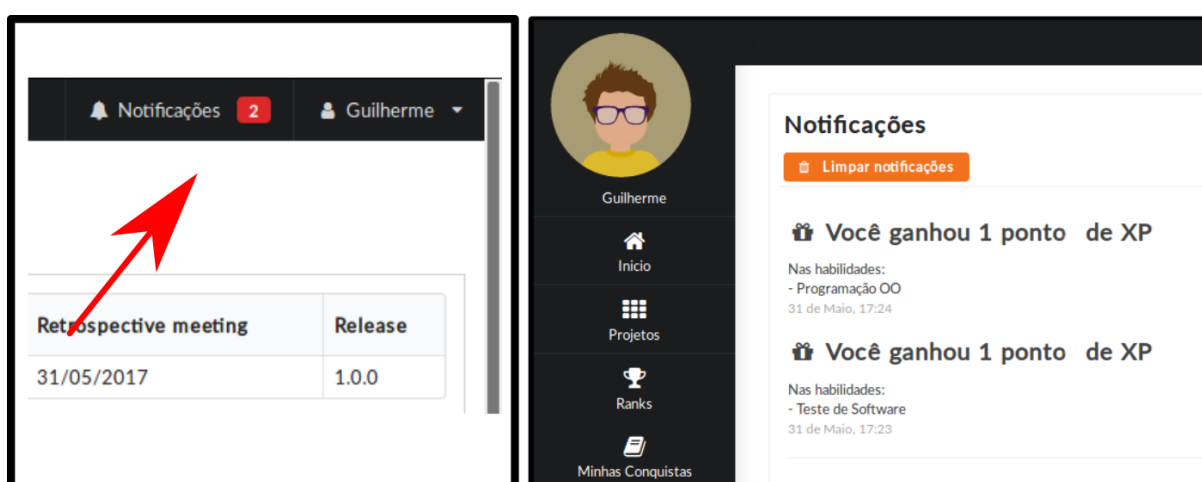 Notificações 2 Guilherme
Retrospective meeting Release
31/05/2017 1.0.0
Guilherme
Inicio
Projetos
Ranks
Minhas Conquistas
Notificações
Limpar notificações
Você ganhou 1 ponto de XP
Nas habilidades:
- Programação OO
31 de Maio, 17:24
Você ganhou 1 ponto de XP
Nas habilidades:
- Teste de Software
31 de Maio, 17:23